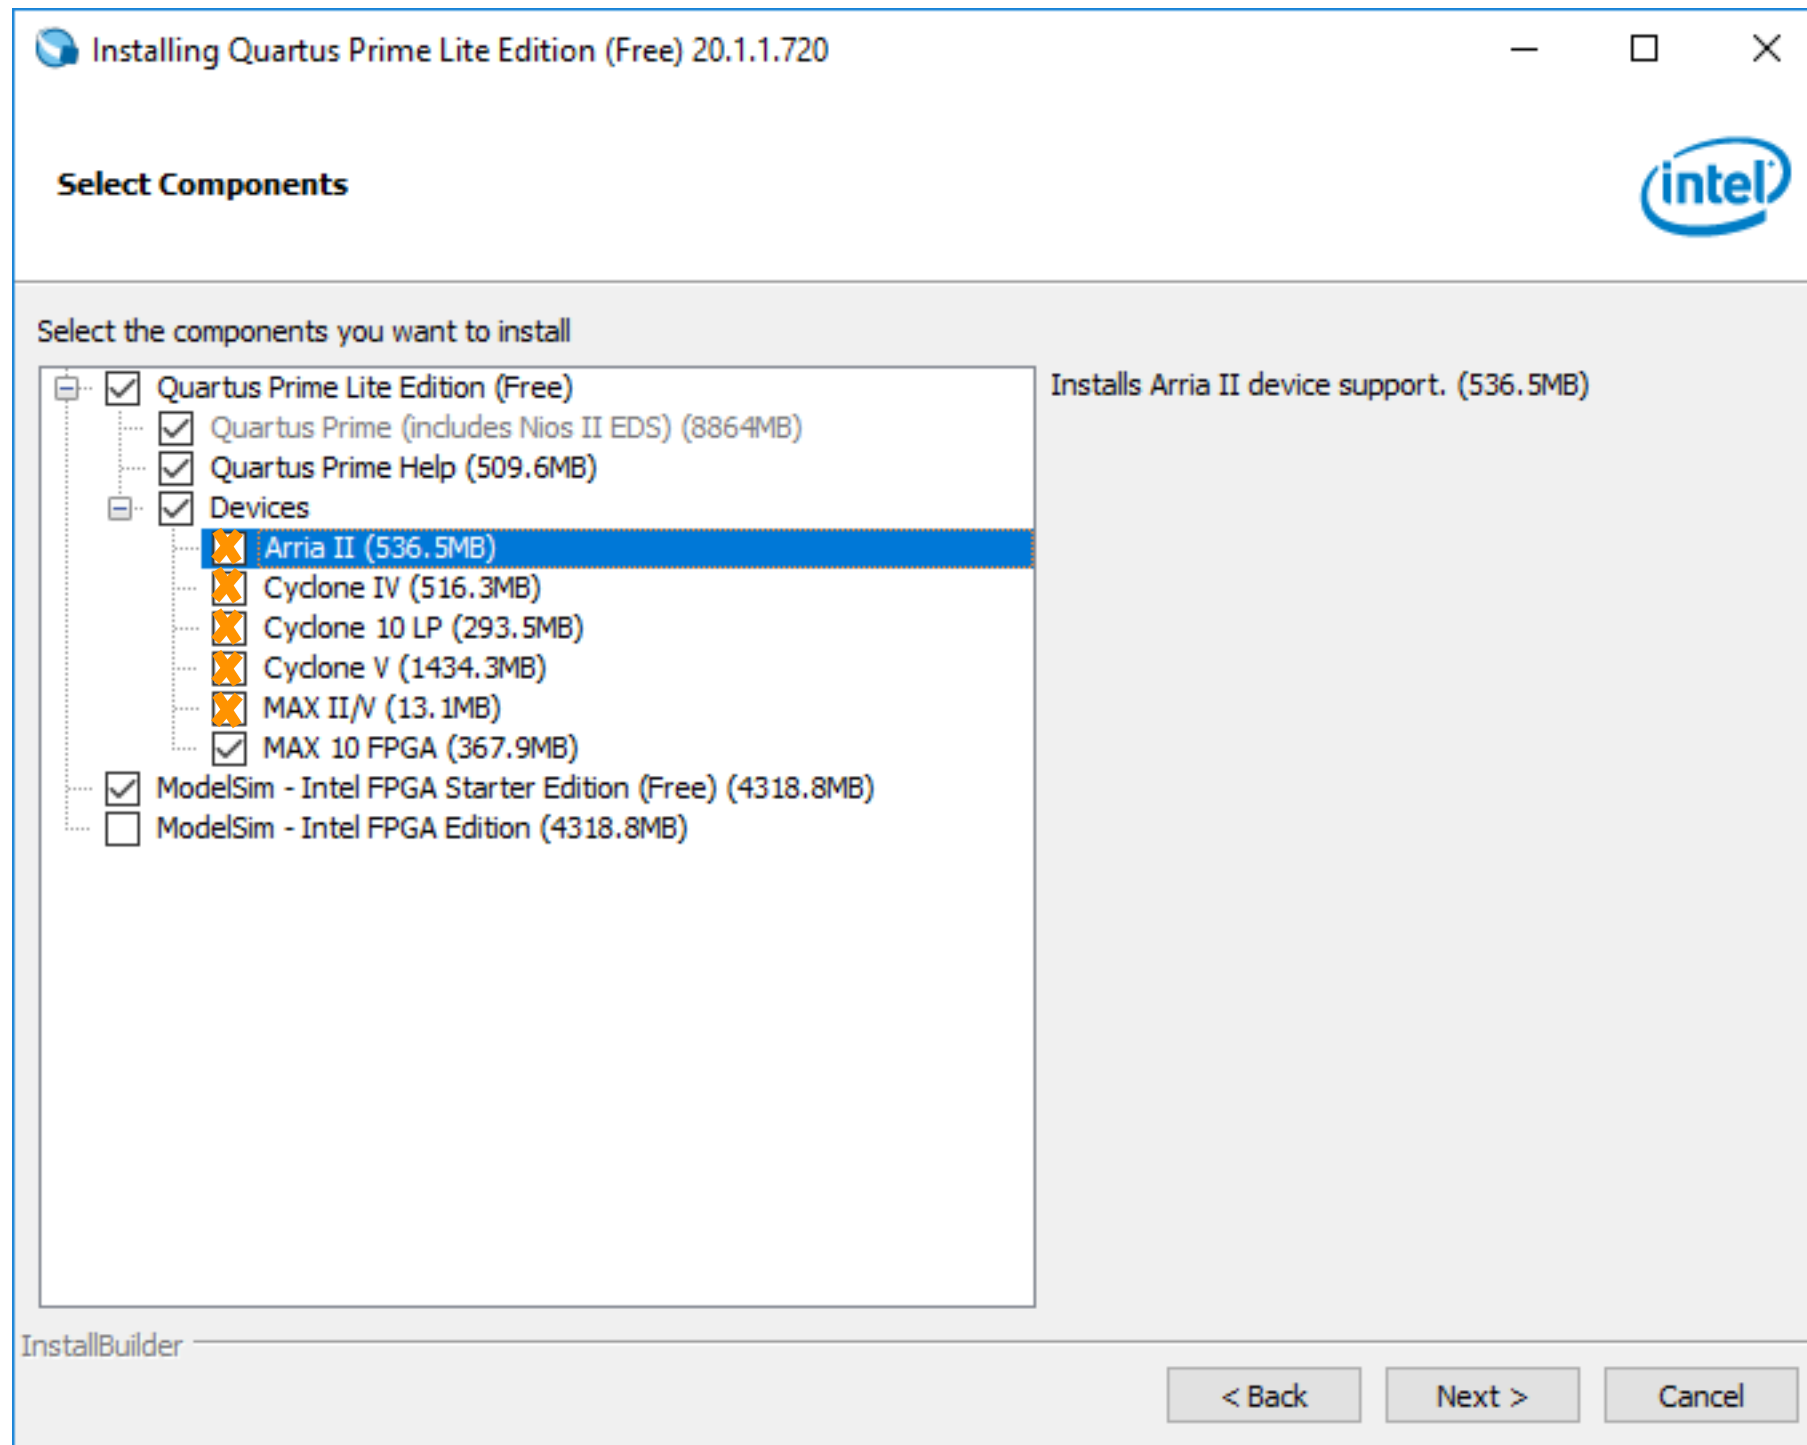 Installing Quartus Prime Lite Edition (Free) 20.1.1.720
Select Components
intel
Select the components you want to install
Quartus Prime Lite Edition (Free)
Quartus Prime (includes Nios II EDS) (8864MB)
Quartus Prime Help (509.6MB)
Devices
Arria II (536.5MB)
Cyclone IV (516.3MB)
Cyclone 10 LP (293.5MB)
Cyclone V (1434.3MB)
MAX II/V (13.1MB)
MAX 10 FPGA (367.9MB)
ModelSim - Intel FPGA Starter Edition (Free) (4318.8MB)
ModelSim - Intel FPGA Edition (4318.8MB)
Installs Arria II device support. (536.5MB)
InstallBuilder
< Back
Next >
Cancel